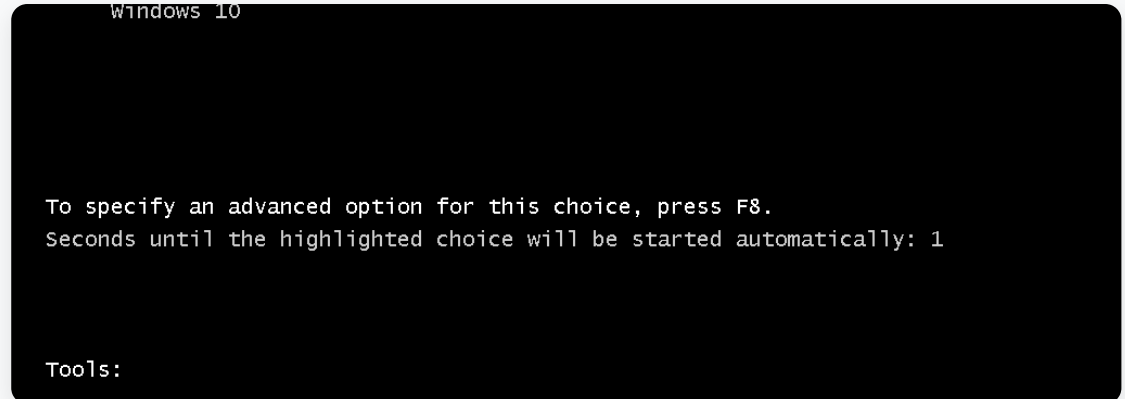 Windows 10
To specify an advanced option for this choice, press F8.
Seconds until the highlighted choice will be started automatically: 1
Tools: